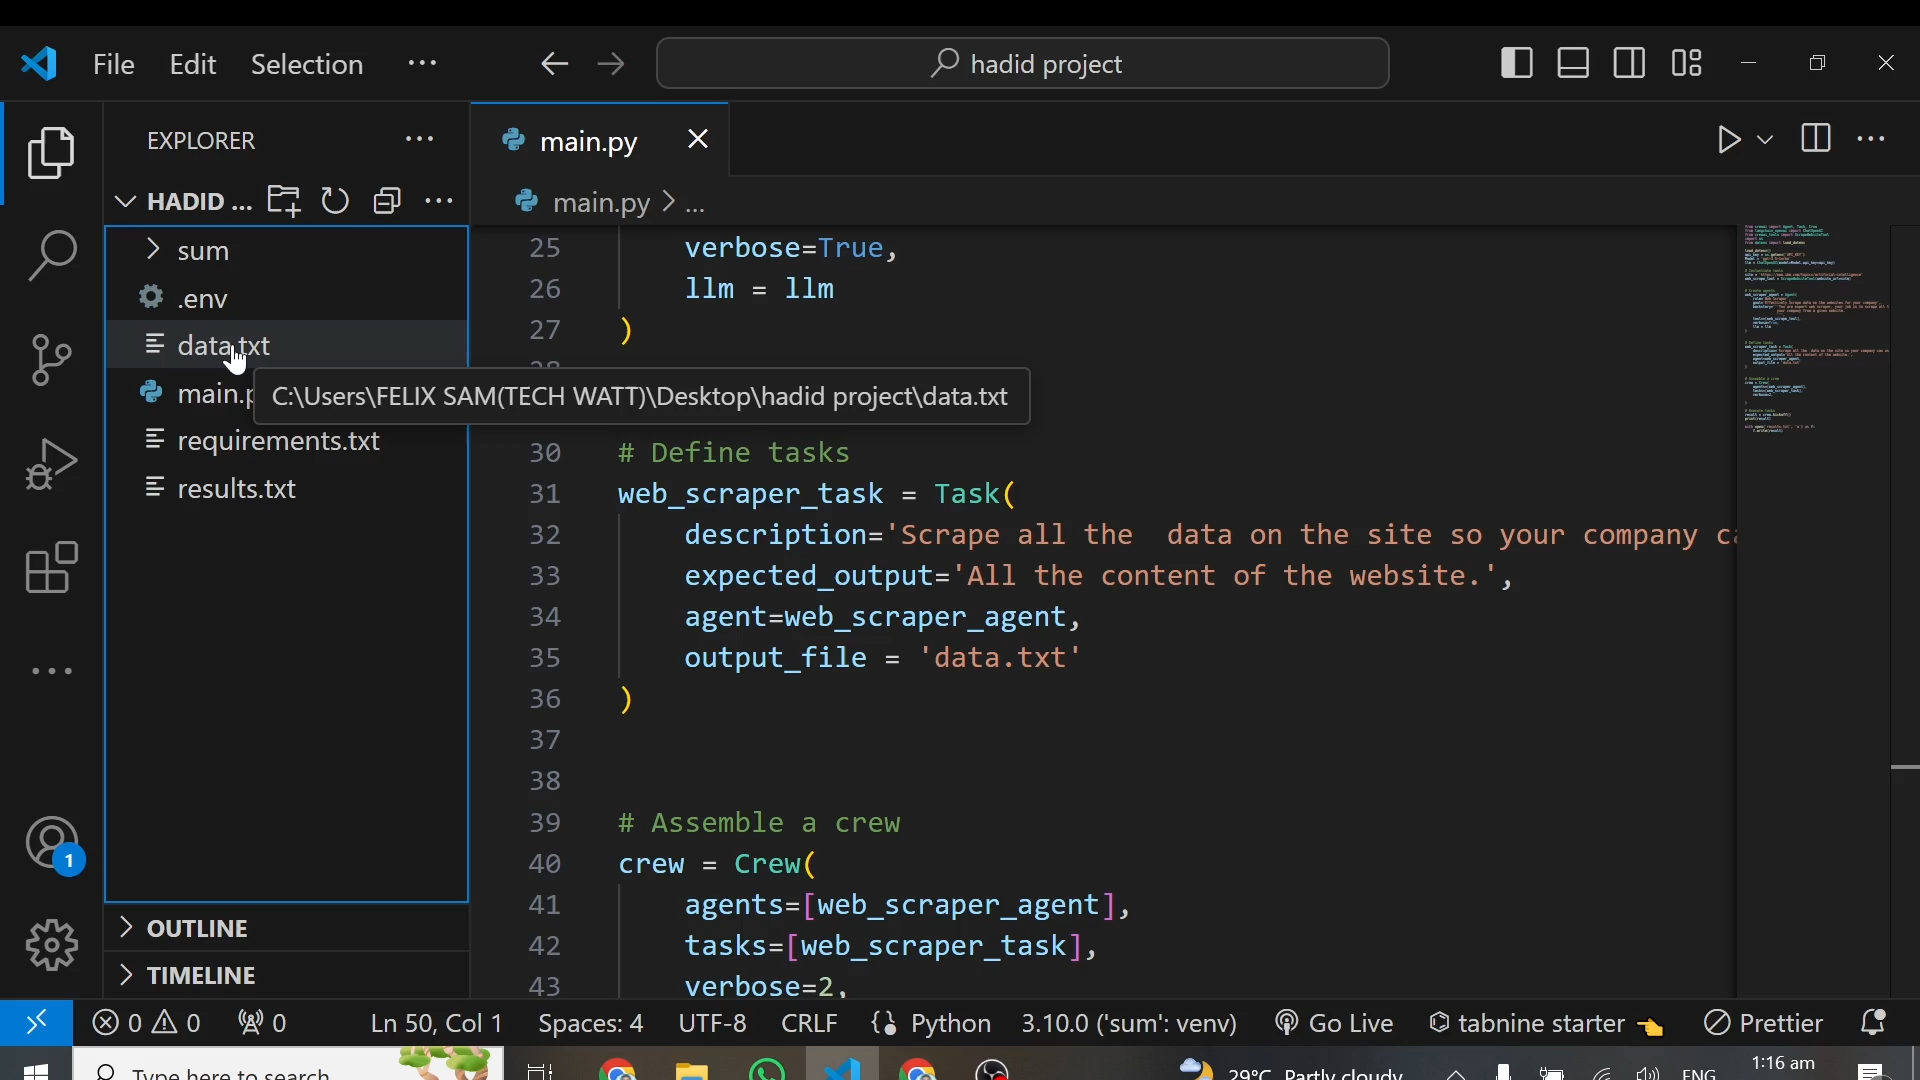 File Edit Selection ...
hadid project
EXPLORER ...
main.py
HADID ...
main.py > ...
sum
.env
data.txt
main.p
requirements.txt
results.txt
C:\Users\FELIX SAM(TECH WATT)\Desktop\hadid project\data.txt
25 verbose=True,
26 llm = llm
27 )
30 # Define tasks
31 web_scraper_task = Task(
32 description='Scrape all the  data on the site so your company ca
33 expected_output='All the content of the website.',
34 agent=web_scraper_agent,
35 output_file = 'data.txt'
36 )
37
38
39 # Assemble a crew
40 crew = Crew(
41 agents=[web_scraper_agent],
42 tasks=[web_scraper_task],
43 verbose=2,
OUTLINE
TIMELINE
1
0 0 0 Ln 50, Col 1 Spaces: 4 UTF-8 CRLF {} Python 3.10.0 ('sum': venv) Go Live tabnine starter Prettier
Type here to search 29°C Partly cloudy ENG 1:16 am